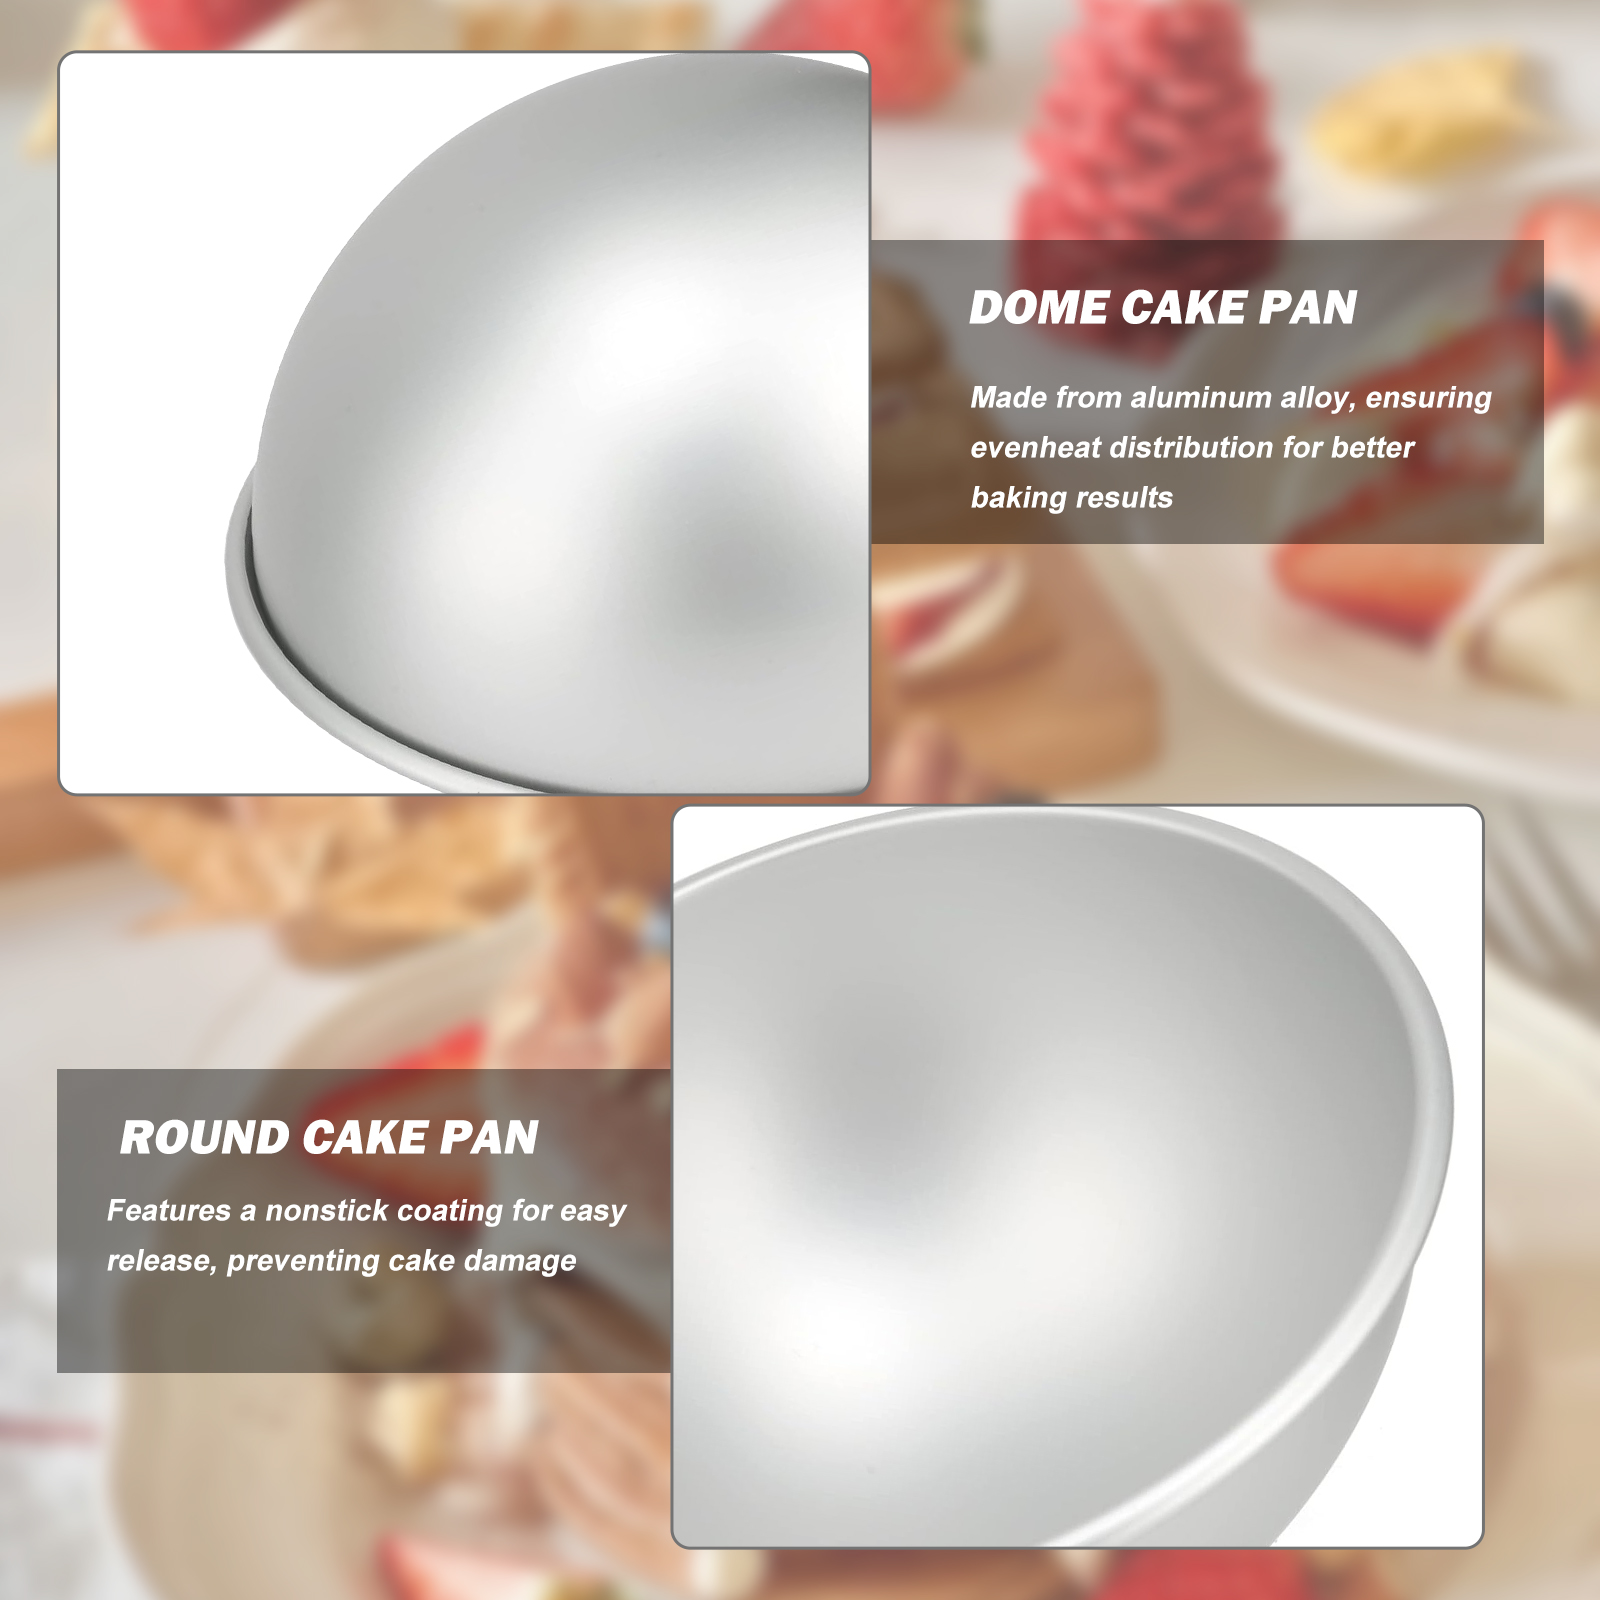 DOME CAKE PAN
Made from aluminum alloy, ensuring
evenheat distribution for better
baking results
ROUND CAKE PAN
Features a nonstick coating for easy
release, preventing cake damage